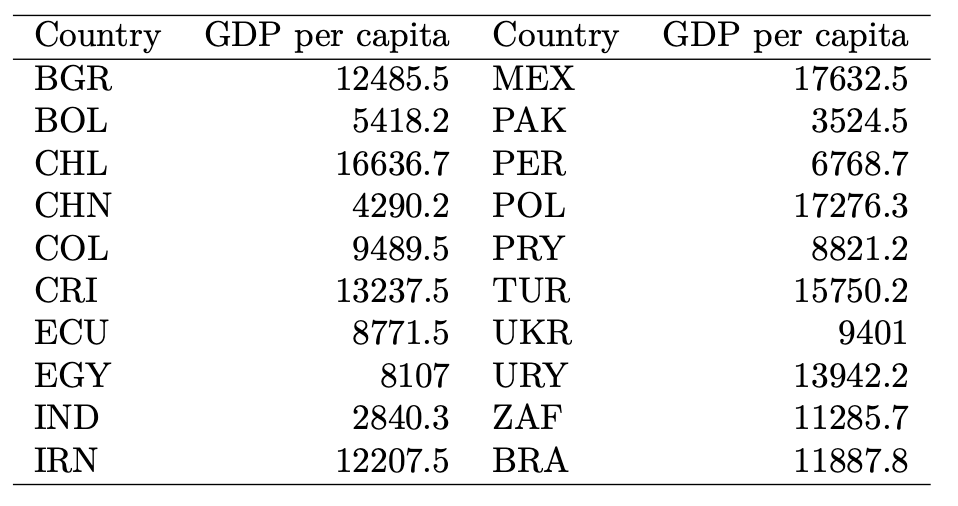 Country GDP per capita Country GDP per capita
BGR 12485.5 MEX 17632.5
BOL 5418.2 PAK 3524.5
CHL 16636.7 PER 6768.7
CHN 4290.2 POL 17276.3
COL 9489.5 PRY 8821.2
CRI 13237.5 TUR 15750.2
ECU 8771.5 UKR 9401
EGY 8107 URY 13942.2
IND 2840.3 ZAF 11285.7
IRN 12207.5 BRA 11887.8